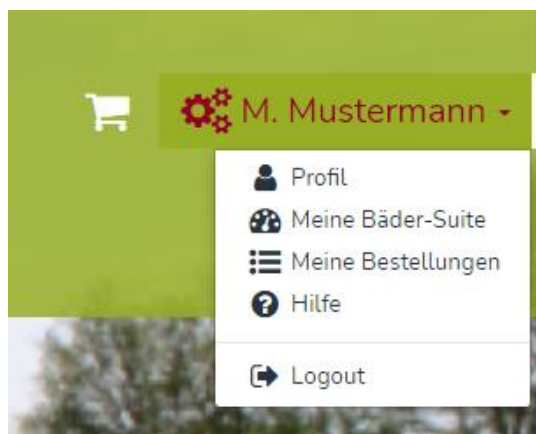 M. Mustermann
Profil
Meine Bäder-Suite
Meine Bestellungen
Hilfe
Logout